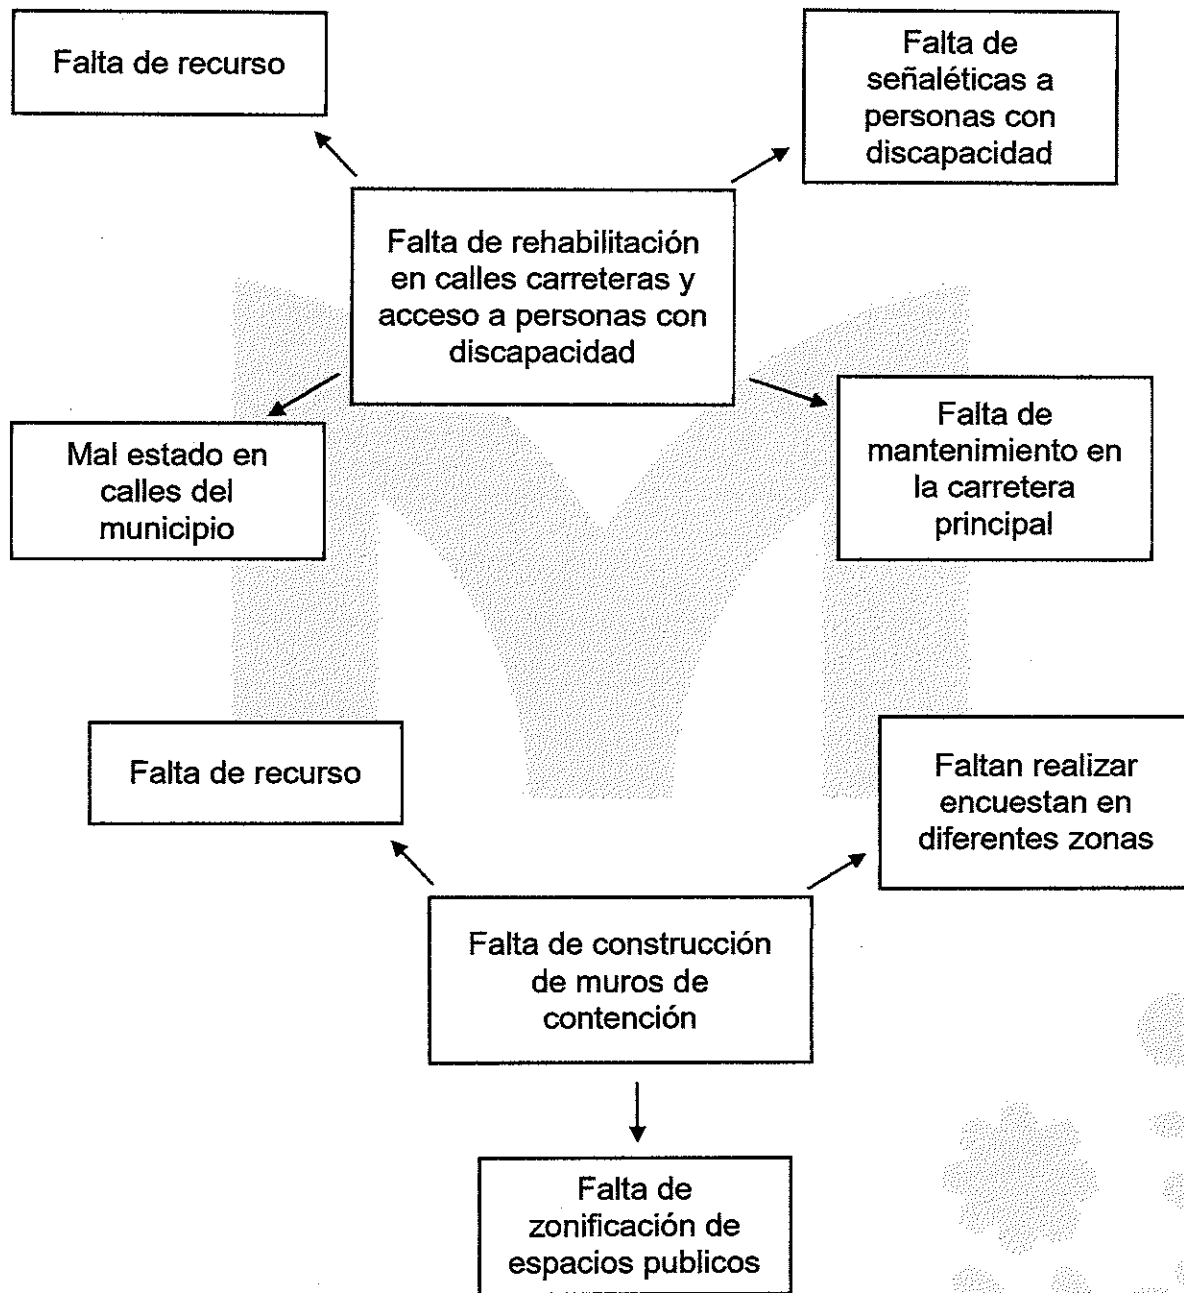 Falta de recurso
Falta de
señaléticas a
personas con
discapacidad
Falta de rehabilitación
en calles carreteras y
acceso a personas con
discapacidad
Mal estado en
calles del
municipio
Falta de
mantenimiento en
la carretera
principal
Falta de recurso
Faltan realizar
encuestan en
diferentes zonas
Falta de construcción
de muros de
contención
Falta de
zonificación de
espacios publicos